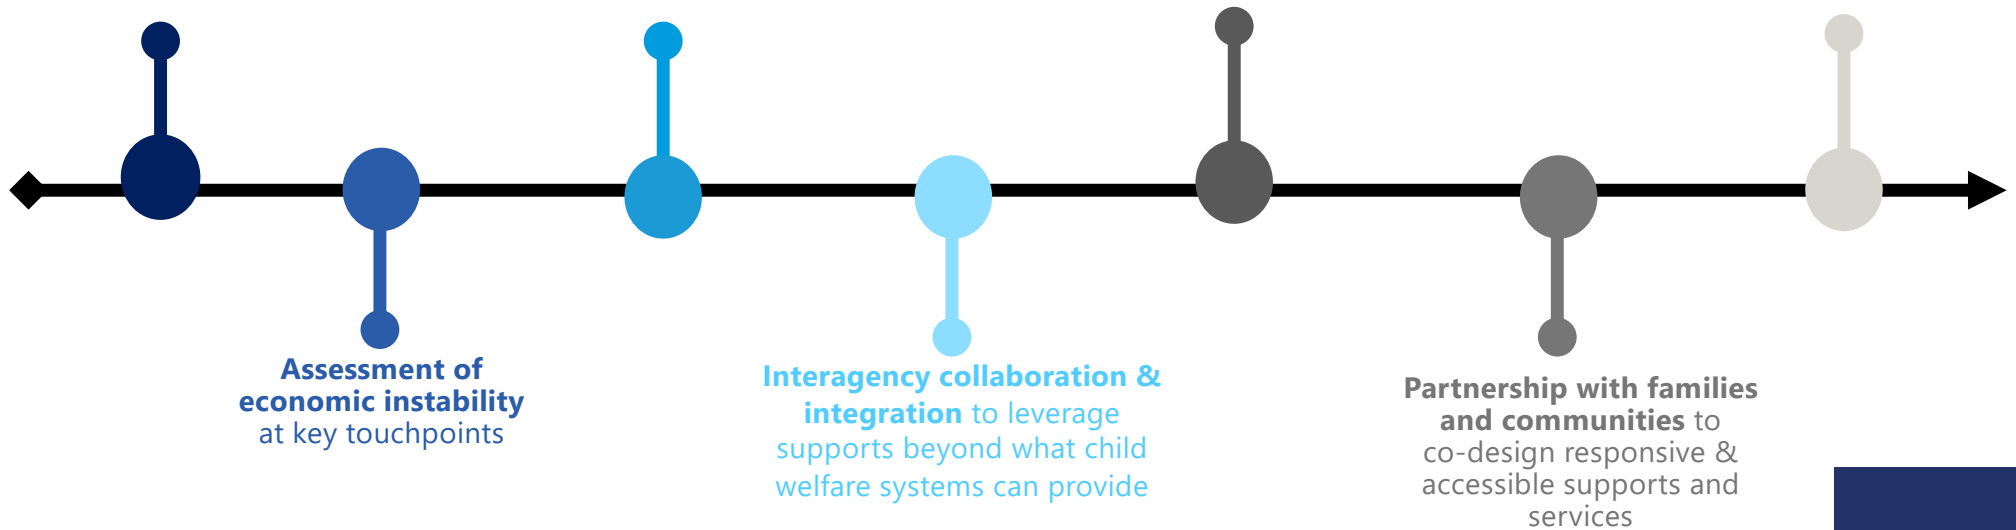 Assessment of
economic instability
at key touchpoints
Interagency collaboration &
integration to leverage
supports beyond what child
welfare systems can provide
Partnership with families
and communities to
co-design responsive &
accessible supports and
services